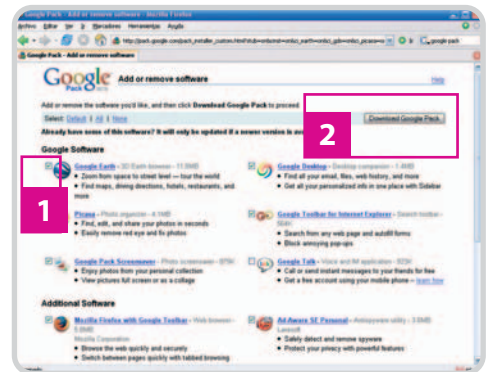 Google Pack - Add or remove software - Mozilla Firefox
Archivo Editar Ver Ir Marcadores Herramientas Ayuda
google pack
Google Pack - Add or remove software
Google Pack
Add or remove software
Help
Add or remove the software you'd like, and then click Download Google Pack to proceed.
Select: Default | All | None
Download Google Pack
Already have some of this software? It will only be updated if a newer version is
2
Google Software
1
Google Earth - 3D Earth browser -
• Zoom from space to street level — tour the world
• Find maps, driving directions, hotels, restaurants, and
more
Google Desktop - Desktop companion -
• Find all your email, files, web history, and more
• Get all your personalized info in one place with Sidebar
Picasa - Photo organizer -
• Find, edit, and share your photos in seconds
• Easily remove red eye and fix photos
Google Toolbar for Internet Explorer - Search toolbar -
• Search from any web page and autofill forms
• Block annoying pop-ups
Google Pack Screensaver - Photo screensaver -
• Enjoy photos from your personal collection
• View pictures full screen or as a collage
Google Talk - Voice and IM application -
• Call or send instant messages to your friends for free
• Get a free account using your mobile phone - learn how
Additional Software
Mozilla Firefox with Google Toolbar - Web browser -
Mozilla Corporation
• Browse the web quickly and securely
• Switch between pages quickly with tabbed browsing
Ad-Aware SE Personal - Antispyware utility -
Lavasoft
• Safely detect and remove spyware
• Protect your privacy with powerful features